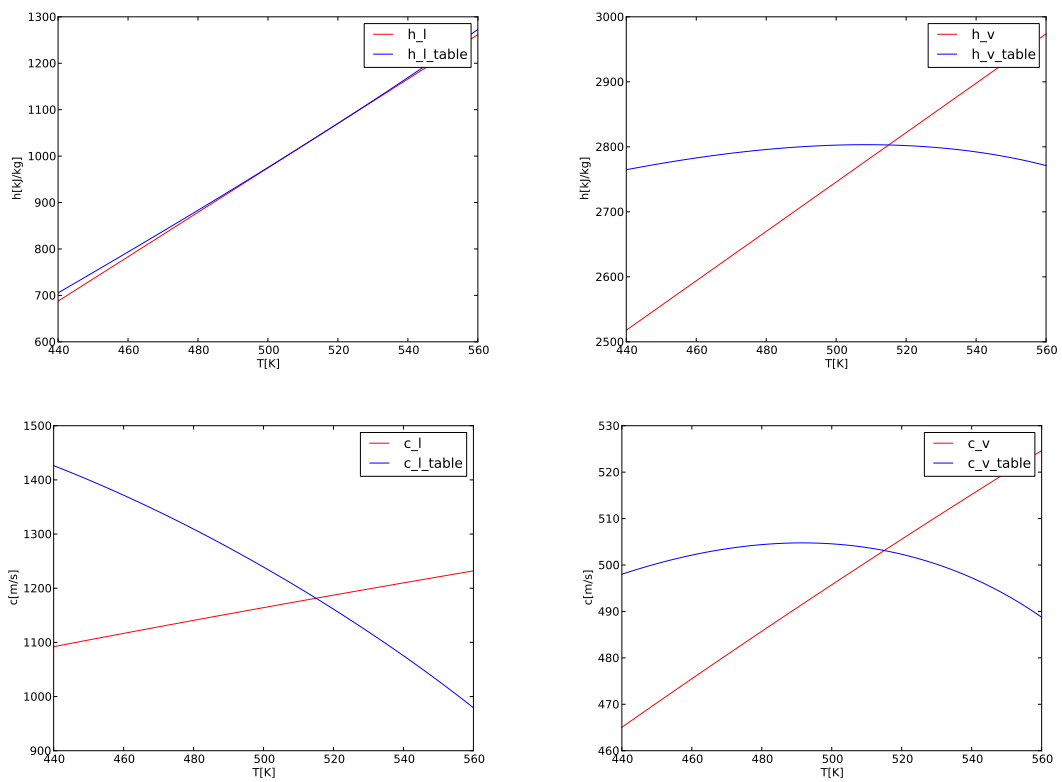 1300
1200
1100
1000
900
800
700
600
h[kJ/kg]
440 460 480 500 520 540 560
T[K]
h_l
h_l_table
3000
2900
2800
2700
2600
2500
h[kJ/kg]
440 460 480 500 520 540 560
T[K]
h_v
h_v_table
1500
1400
1300
1200
1100
1000
900
c[m/s]
440 460 480 500 520 540 560
T[K]
c_l
c_l_table
530
520
510
505
490
480
470
460
c[m/s]
440 460 480 500 520 540 560
T[K]
c_v
c_v_table